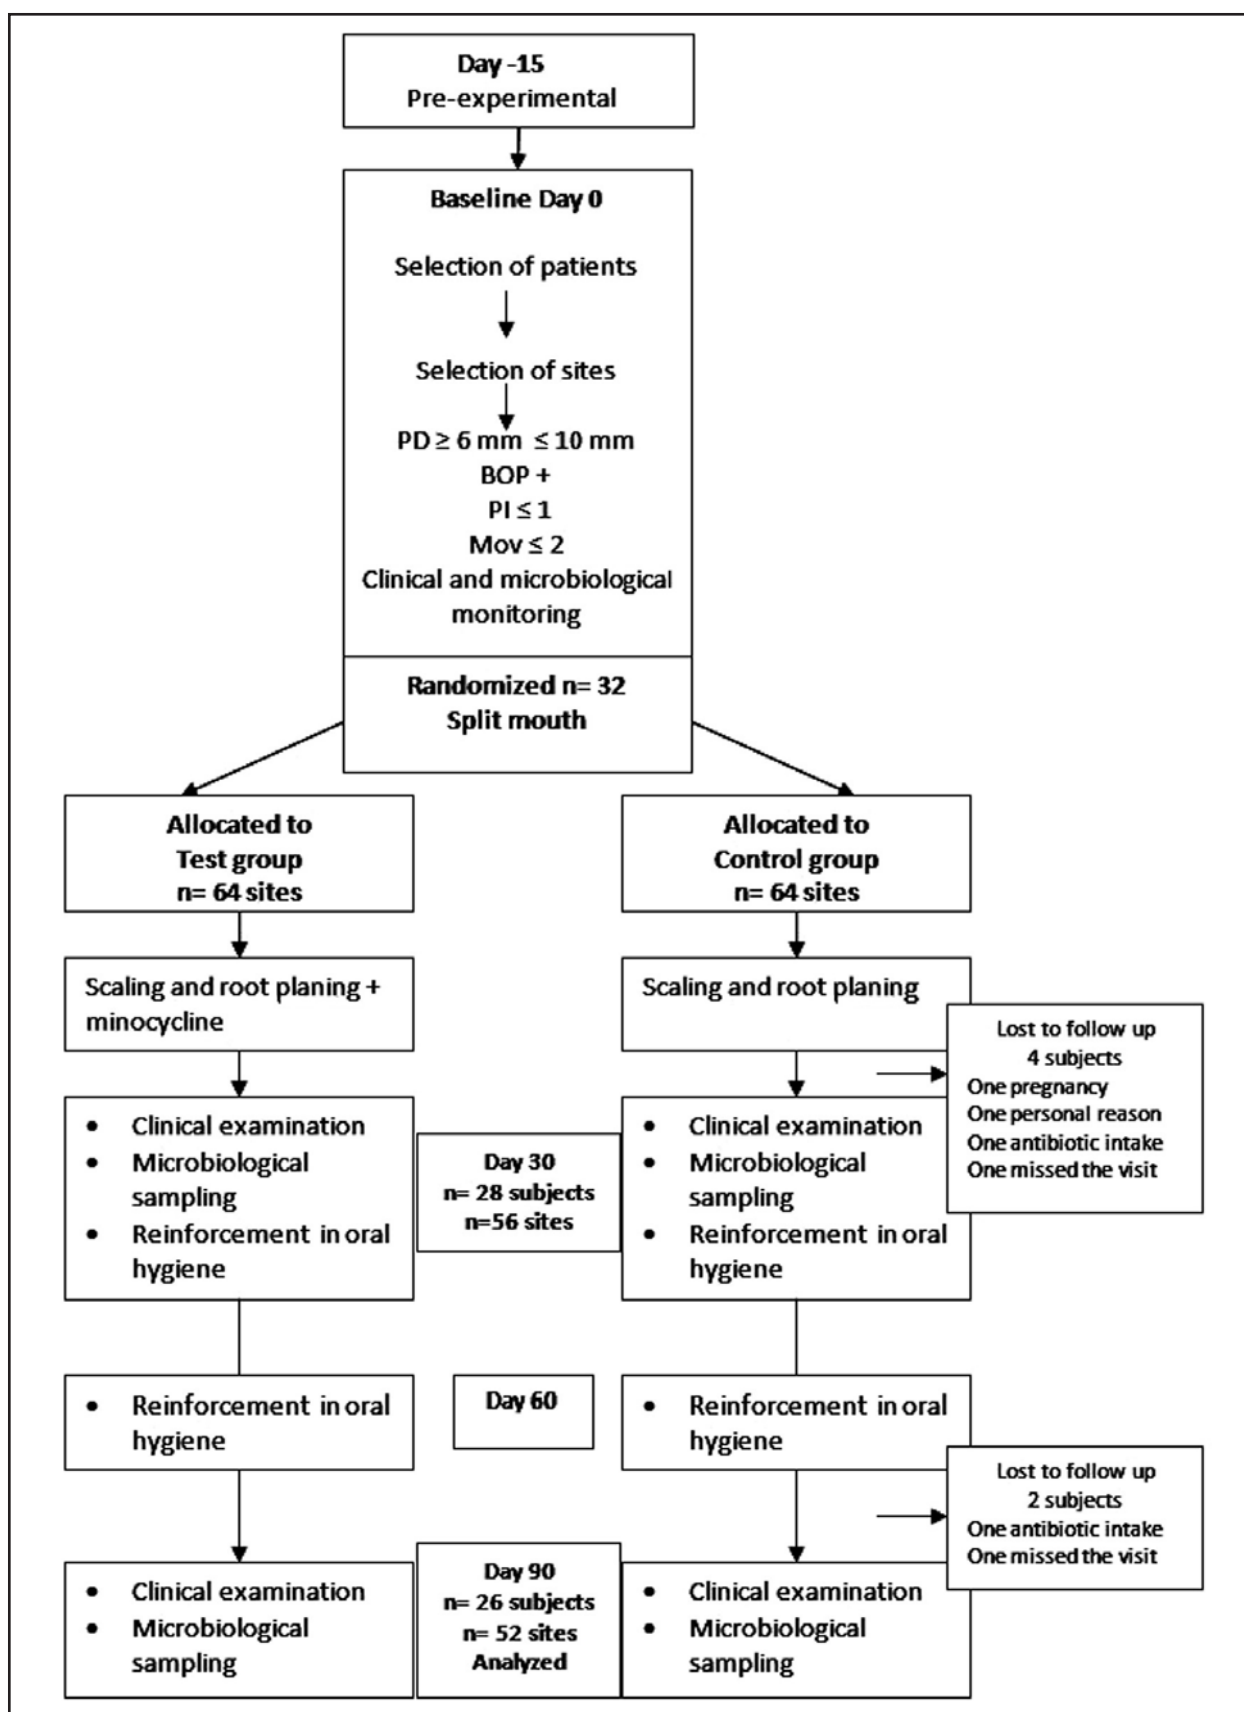 Day -15
Pre-experimental
Baseline Day 0
Selection of patients
Selection of sites
PD ≥ 6 mm ≤ 10 mm
BOP +
PI ≤ 1
Mov ≤ 2
Clinical and microbiological
monitoring
Randomized n= 32
Split mouth
Allocated to
Test group
n= 64 sites
Allocated to
Control group
n= 64 sites
Scaling and root planing +
minocycline
Scaling and root planing
Lost to follow up
4 subjects
One pregnancy
One personal reason
One antibiotic intake
One missed the visit
• Clinical examination
• Microbiological
sampling
• Reinforcement in oral
hygiene
Day 30
n= 28 subjects
n=56 sites
• Clinical examination
• Microbiological
sampling
• Reinforcement in oral
hygiene
• Reinforcement in oral
hygiene
Day 60
• Reinforcement in oral
hygiene
Lost to follow up
2 subjects
One antibiotic intake
One missed the visit
• Clinical examination
• Microbiological
sampling
Day 90
n= 26 subjects
n= 52 sites
Analyzed
• Clinical examination
• Microbiological
sampling